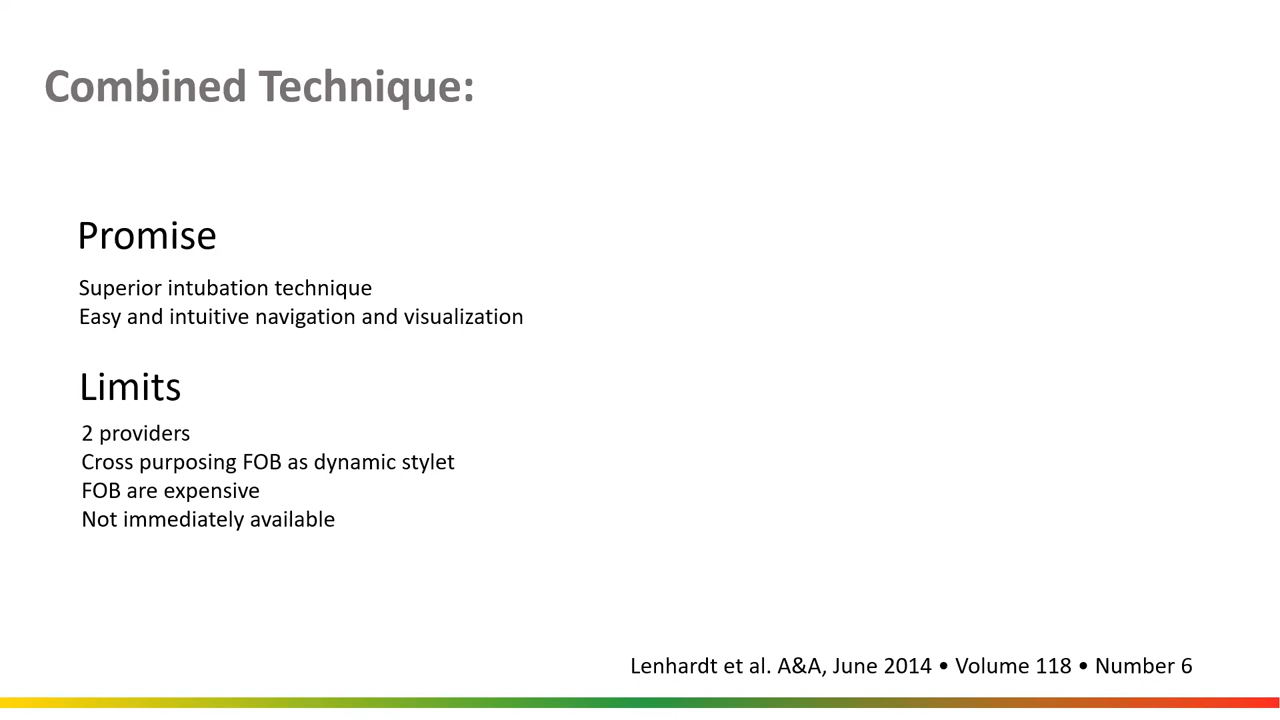 Combined Technique:
Promise
Superior intubation technique
Easy and intuitive navigation and visualization
Limits
2 providers
Cross purposing FOB as dynamic stylet
FOB are expensive
Not immediately available
Lenhardt et al. A&A, June 2014 • Volume 118 • Number 6